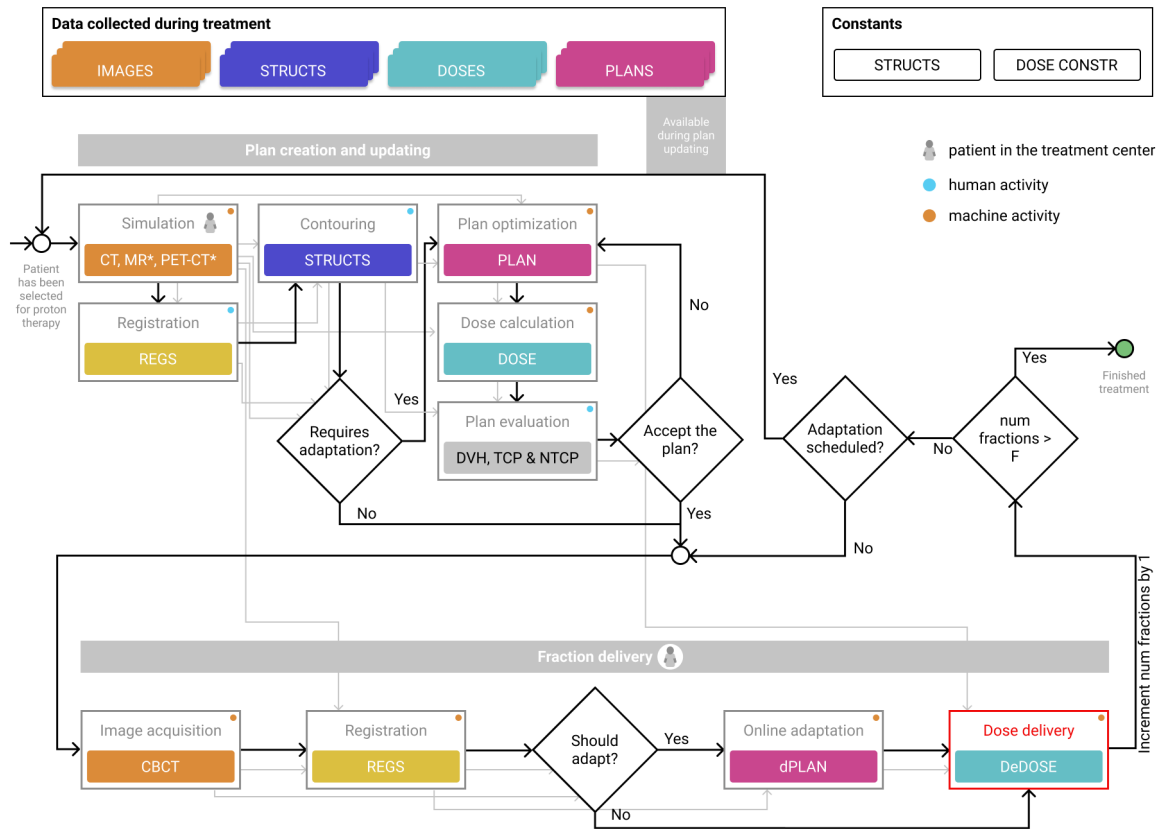 Data collected during treatment
IMAGES
STRUCTS
DOSES
PLANS
Constants
STRUCTS
DOSE CONSTR
Available
during plan
updating
patient in the treatment center
human activity
machine activity
Plan creation and updating
Patient
has been
selected
for proton
therapy
Simulation
CT, MR*, PET-CT*
Contouring
STRUCTS
Plan optimization
PLAN
Registration
REGS
Dose calculation
DOSE
Plan evaluation
DVH, TCP & NTCP
Requires
adaptation?
Yes
No
Accept the
plan?
No
Yes
Adaptation
scheduled?
Yes
No
num
fractions >
F
No
Yes
Finished
treatment
Increment num fractions by 1
Fraction delivery
Image acquisition
CBCT
Registration
REGS
Should
adapt?
Yes
No
Online adaptation
dPLAN
Dose delivery
DeDOSE